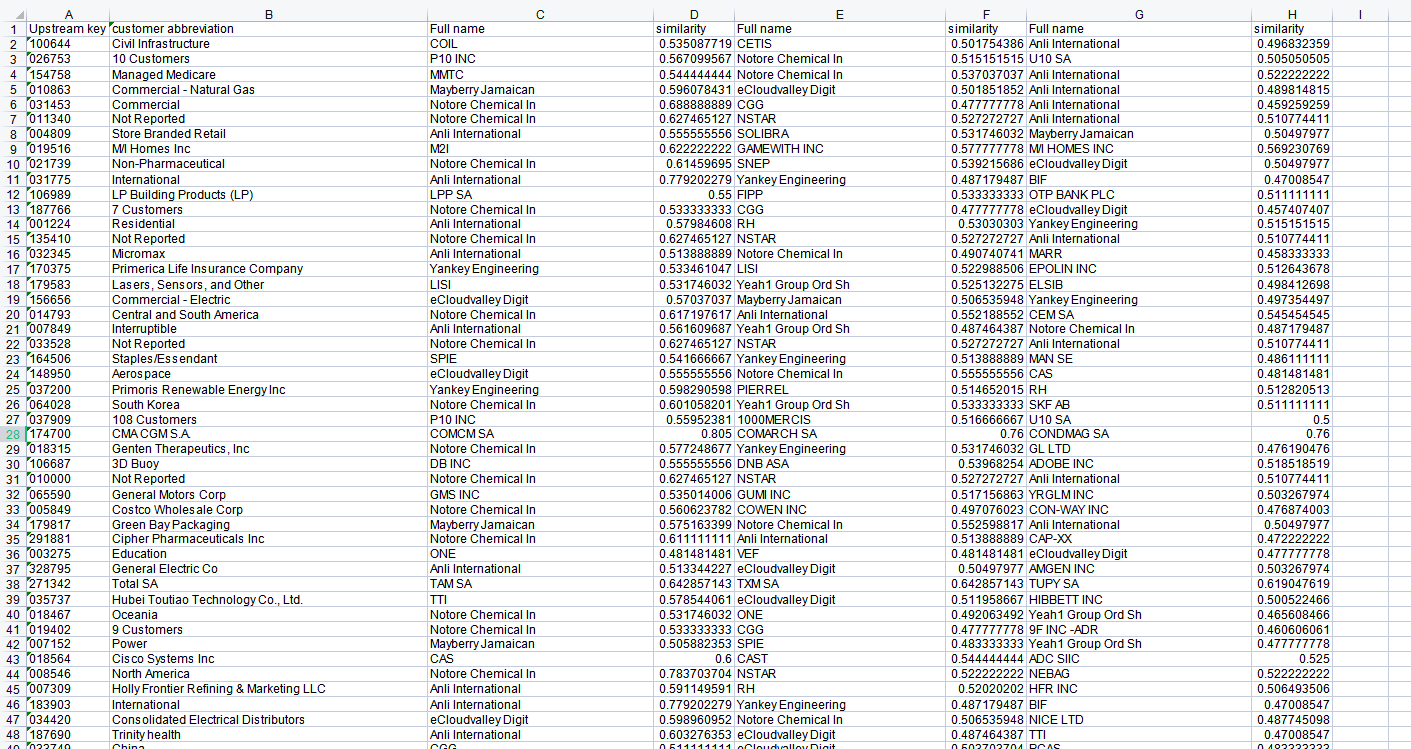 A B C D E F G H I
1 Upstream key customer abbreviation Full name similarity Full name similarity Full name similarity
2 100644 Civil Infrastructure COIL 0.535087719 CETIS 0.501754386 Anli International 0.496832359
3 026753 10 Customers P10 INC 0.567099567 Notore Chemical In 0.515151515 U10 SA 0.505050505
4 154758 Managed Medicare MMTC 0.544444444 Notore Chemical In 0.537037037 Anli International 0.522222222
5 010863 Commercial - Natural Gas Mayberry Jamaican 0.596078431 eCloudvalley Digit 0.501851852 Anli International 0.489814815
6 031453 Commercial Notore Chemical In 0.688888889 CGG 0.477777778 Anli International 0.459259259
7 011340 Not Reported Notore Chemical In 0.627465127 NSTAR 0.527272727 Anli International 0.510774411
8 004809 Store Branded Retail Anli International 0.555555556 SOLIBRA 0.531746032 Mayberry Jamaican 0.50497977
9 019516 M/I Homes Inc M2I 0.622222222 GAMEWITH INC 0.577777778 M/I HOMES INC 0.569230769
10 021739 Non-Pharmaceutical Notore Chemical In 0.61459695 SNEP 0.539215686 eCloudvalley Digit 0.50497977
11 031775 International Anli International 0.779202279 Yankey Engineering 0.487179487 BIF 0.47008547
12 106989 LP Building Products (LP) LPP SA 0.55 FIPP 0.533333333 OTP BANK PLC 0.511111111
13 187766 7 Customers Notore Chemical In 0.533333333 CGG 0.477777778 eCloudvalley Digit 0.457407407
14 001224 Residential Anli International 0.57984608 RH 0.53030303 Yankey Engineering 0.515151515
15 135410 Not Reported Notore Chemical In 0.627465127 NSTAR 0.527272727 Anli International 0.510774411
16 032345 Micromax Anli International 0.513888889 Notore Chemical In 0.490740741 MARR 0.458333333
17 170375 Primerica Life Insurance Company Yankey Engineering 0.533461047 LISI 0.522988506 EPOLIN INC 0.512643678
18 179583 Lasers, Sensors, and Other LISI 0.531746032 Yeah1 Group Ord Sh 0.525132275 ELSIB 0.498412698
19 156656 Commercial - Electric eCloudvalley Digit 0.57037037 Mayberry Jamaican 0.506535948 Yankey Engineering 0.497354497
20 014793 Central and South America Notore Chemical In 0.617197617 Anli International 0.552188552 CEM SA 0.545454545
21 007849 Interruptible Anli International 0.561609687 Yeah1 Group Ord Sh 0.487464387 Notore Chemical In 0.487179487
22 033528 Not Reported Notore Chemical In 0.627465127 NSTAR 0.527272727 Anli International 0.510774411
23 164506 Staples/Essendant SPIE 0.541666667 Yankey Engineering 0.513888889 MAN SE 0.486111111
24 148950 Aerospace eCloudvalley Digit 0.555555556 Notore Chemical In 0.555555556 CAS 0.481481481
25 037200 Primoris Renewable Energy Inc Yankey Engineering 0.598290598 PIERREL 0.514652015 RH 0.512820513
26 064028 South Korea Notore Chemical In 0.601058201 Yeah1 Group Ord Sh 0.533333333 SKF AB 0.511111111
27 037909 108 Customers P10 INC 0.55952381 1000MERCIS 0.516666667 U10 SA 0.5
28 174700 CMA CGM S.A. COMCM SA 0.805 COMARCH SA 0.76 CONDMAG SA 0.76
29 018315 Genten Therapeutics, Inc Notore Chemical In 0.577248677 Yankey Engineering 0.531746032 GL LTD 0.476190476
30 106687 3D Buoy DB INC 0.555555556 DNB ASA 0.53968254 ADOBE INC 0.518518519
31 010000 Not Reported Notore Chemical In 0.627465127 NSTAR 0.527272727 Anli International 0.510774411
32 065590 General Motors Corp GMS INC 0.535014006 GUMI INC 0.517156863 YRGLM INC 0.503267974
33 005849 Costco Wholesale Corp Notore Chemical In 0.560623782 COWEN INC 0.497076023 CON-WAY INC 0.476874003
34 179817 Green Bay Packaging Mayberry Jamaican 0.575163399 Notore Chemical In 0.552598817 Anli International 0.50497977
35 291881 Cipher Pharmaceuticals Inc Notore Chemical In 0.611111111 Anli International 0.513888889 CAP-XX 0.472222222
36 003275 Education ONE 0.481481481 VEF 0.481481481 eCloudvalley Digit 0.477777778
37 328795 General Electric Co Anli International 0.513344227 eCloudvalley Digit 0.50497977 AMGEN INC 0.503267974
38 271342 Total SA TAM SA 0.642857143 TXM SA 0.642857143 TUPY SA 0.619047619
39 035737 Hubei Toutiao Technology Co., Ltd. TTI 0.578544061 eCloudvalley Digit 0.511958667 HIBBETT INC 0.500522466
40 018467 Oceania Notore Chemical In 0.531746032 ONE 0.492063492 Yeah1 Group Ord Sh 0.465608466
41 019402 9 Customers Notore Chemical In 0.533333333 CGG 0.477777778 9F INC -ADR 0.460606061
42 007152 Power Mayberry Jamaican 0.505882353 SPIE 0.483333333 Yeah1 Group Ord Sh 0.477777778
43 018564 Cisco Systems Inc CAS 0.6 CAST 0.544444444 ADC SIIC 0.525
44 008546 North America Notore Chemical In 0.783703704 NSTAR 0.522222222 NEBAG 0.522222222
45 007309 Holly Frontier Refining & Marketing LLC Anli International 0.591149591 RH 0.52020202 HFR INC 0.506493506
46 183903 International Anli International 0.779202279 Yankey Engineering 0.487179487 BIF 0.47008547
47 034420 Consolidated Electrical Distributors eCloudvalley Digit 0.598960952 Notore Chemical In 0.506535948 NICE LTD 0.487745098
48 187690 Trinity health Anli International 0.603276353 eCloudvalley Digit 0.487464387 TTI 0.47008547
China CGG 0.511111111 eCloudvalley Digit